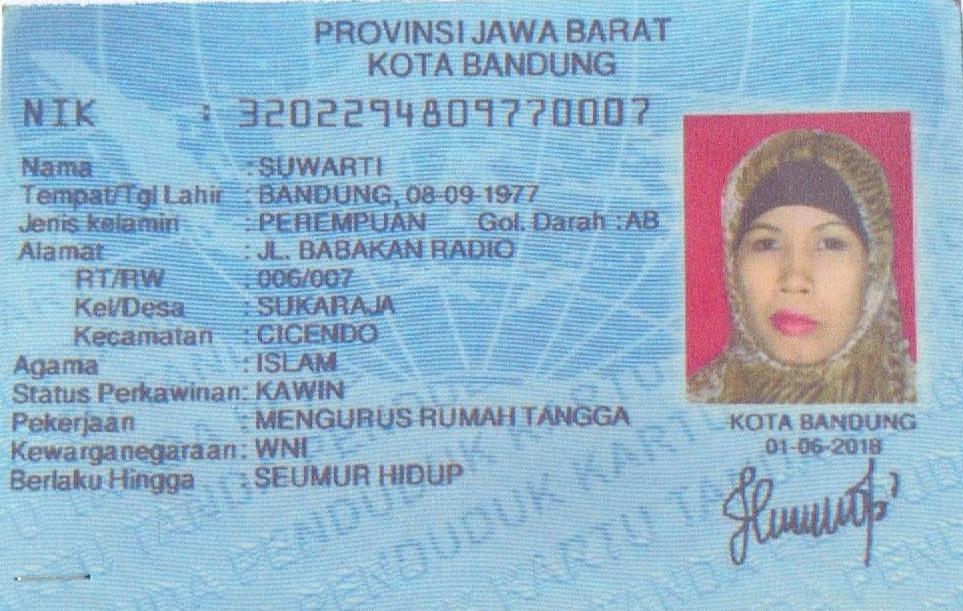 PROVINSI JAWA BARAT
KOTA BANDUNG
NIK : 3202294809770007
Nama : SUWARTI
Tempat/Tgl Lahir : BANDUNG, 08-09-1977
Jenis kelamin : PEREMPUAN Gol. Darah : AB
Alamat : JL. BABAKAN RADIO
RT/RW : 006/007
Kel/Desa : SUKARAJA
Kecamatan : CICENDO
Agama : ISLAM
Status Perkawinan: KAWIN
Pekerjaan : MENGURUS RUMAH TANGGA
Kewarganegaraan: WNI
Berlaku Hingga : SEUMUR HIDUP
KOTA BANDUNG
01-06-2018